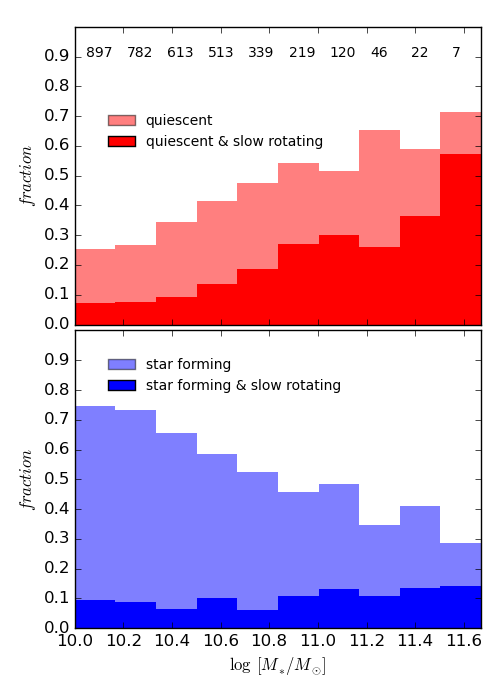 0.9
897 782 613 513 339 219 120 46 22 7
0.8
0.7
quiescent
0.6
quiescent & slow rotating
fraction
0.5
0.4
0.3
0.2
0.1
0.0
0.9
star forming
0.8
star forming & slow rotating
0.7
0.6
fraction
0.5
0.4
0.3
0.2
0.1
0.0
10.0 10.2 10.4 10.6 10.8 11.0 11.2 11.4 11.6
log [M*/M⊙]